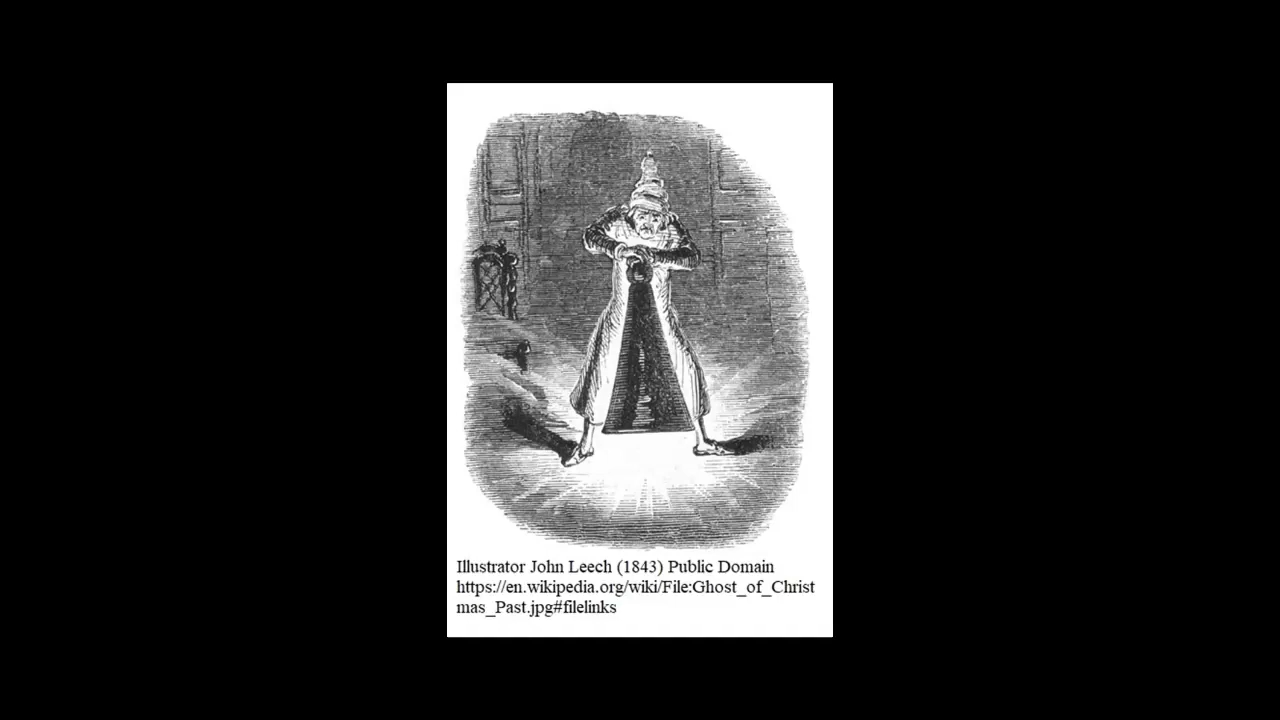 Illustrator John Leech (1843) Public Domain
https://en.wikipedia.org/wiki/File:Ghost_of_Christ
mas_Past.jpg#filelinks